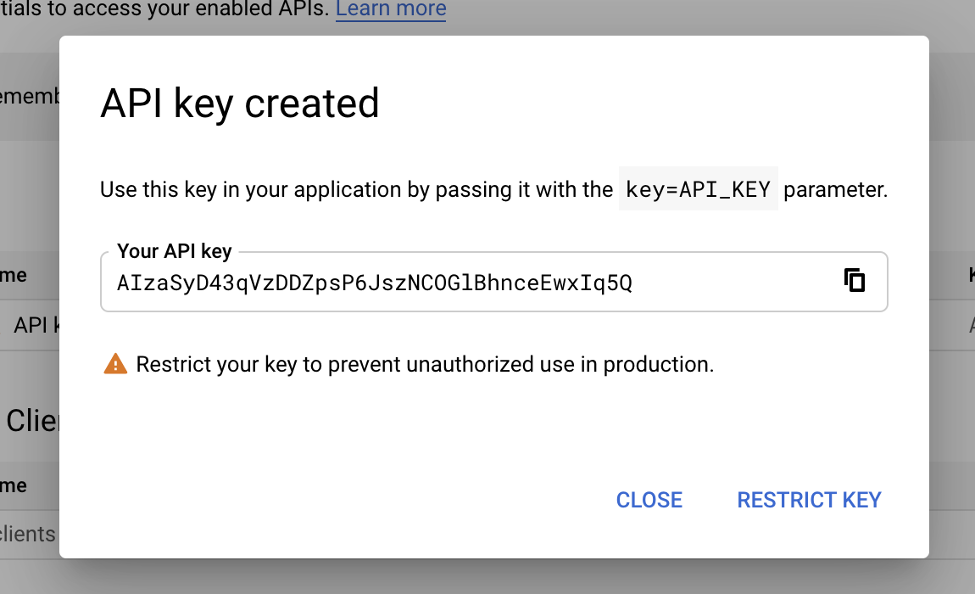 tials to access your enabled APIs. Learn more
ememb
API key created
Use this key in your application by passing it with the key=API_KEY parameter.
Your API key
AIzaSyD43qVzDDZpsP6JszNCOGlBhnceEwxIq5Q
Restrict your key to prevent unauthorized use in production.
CLOSE RESTRICT KEY
me
API k
Clie
me
clients